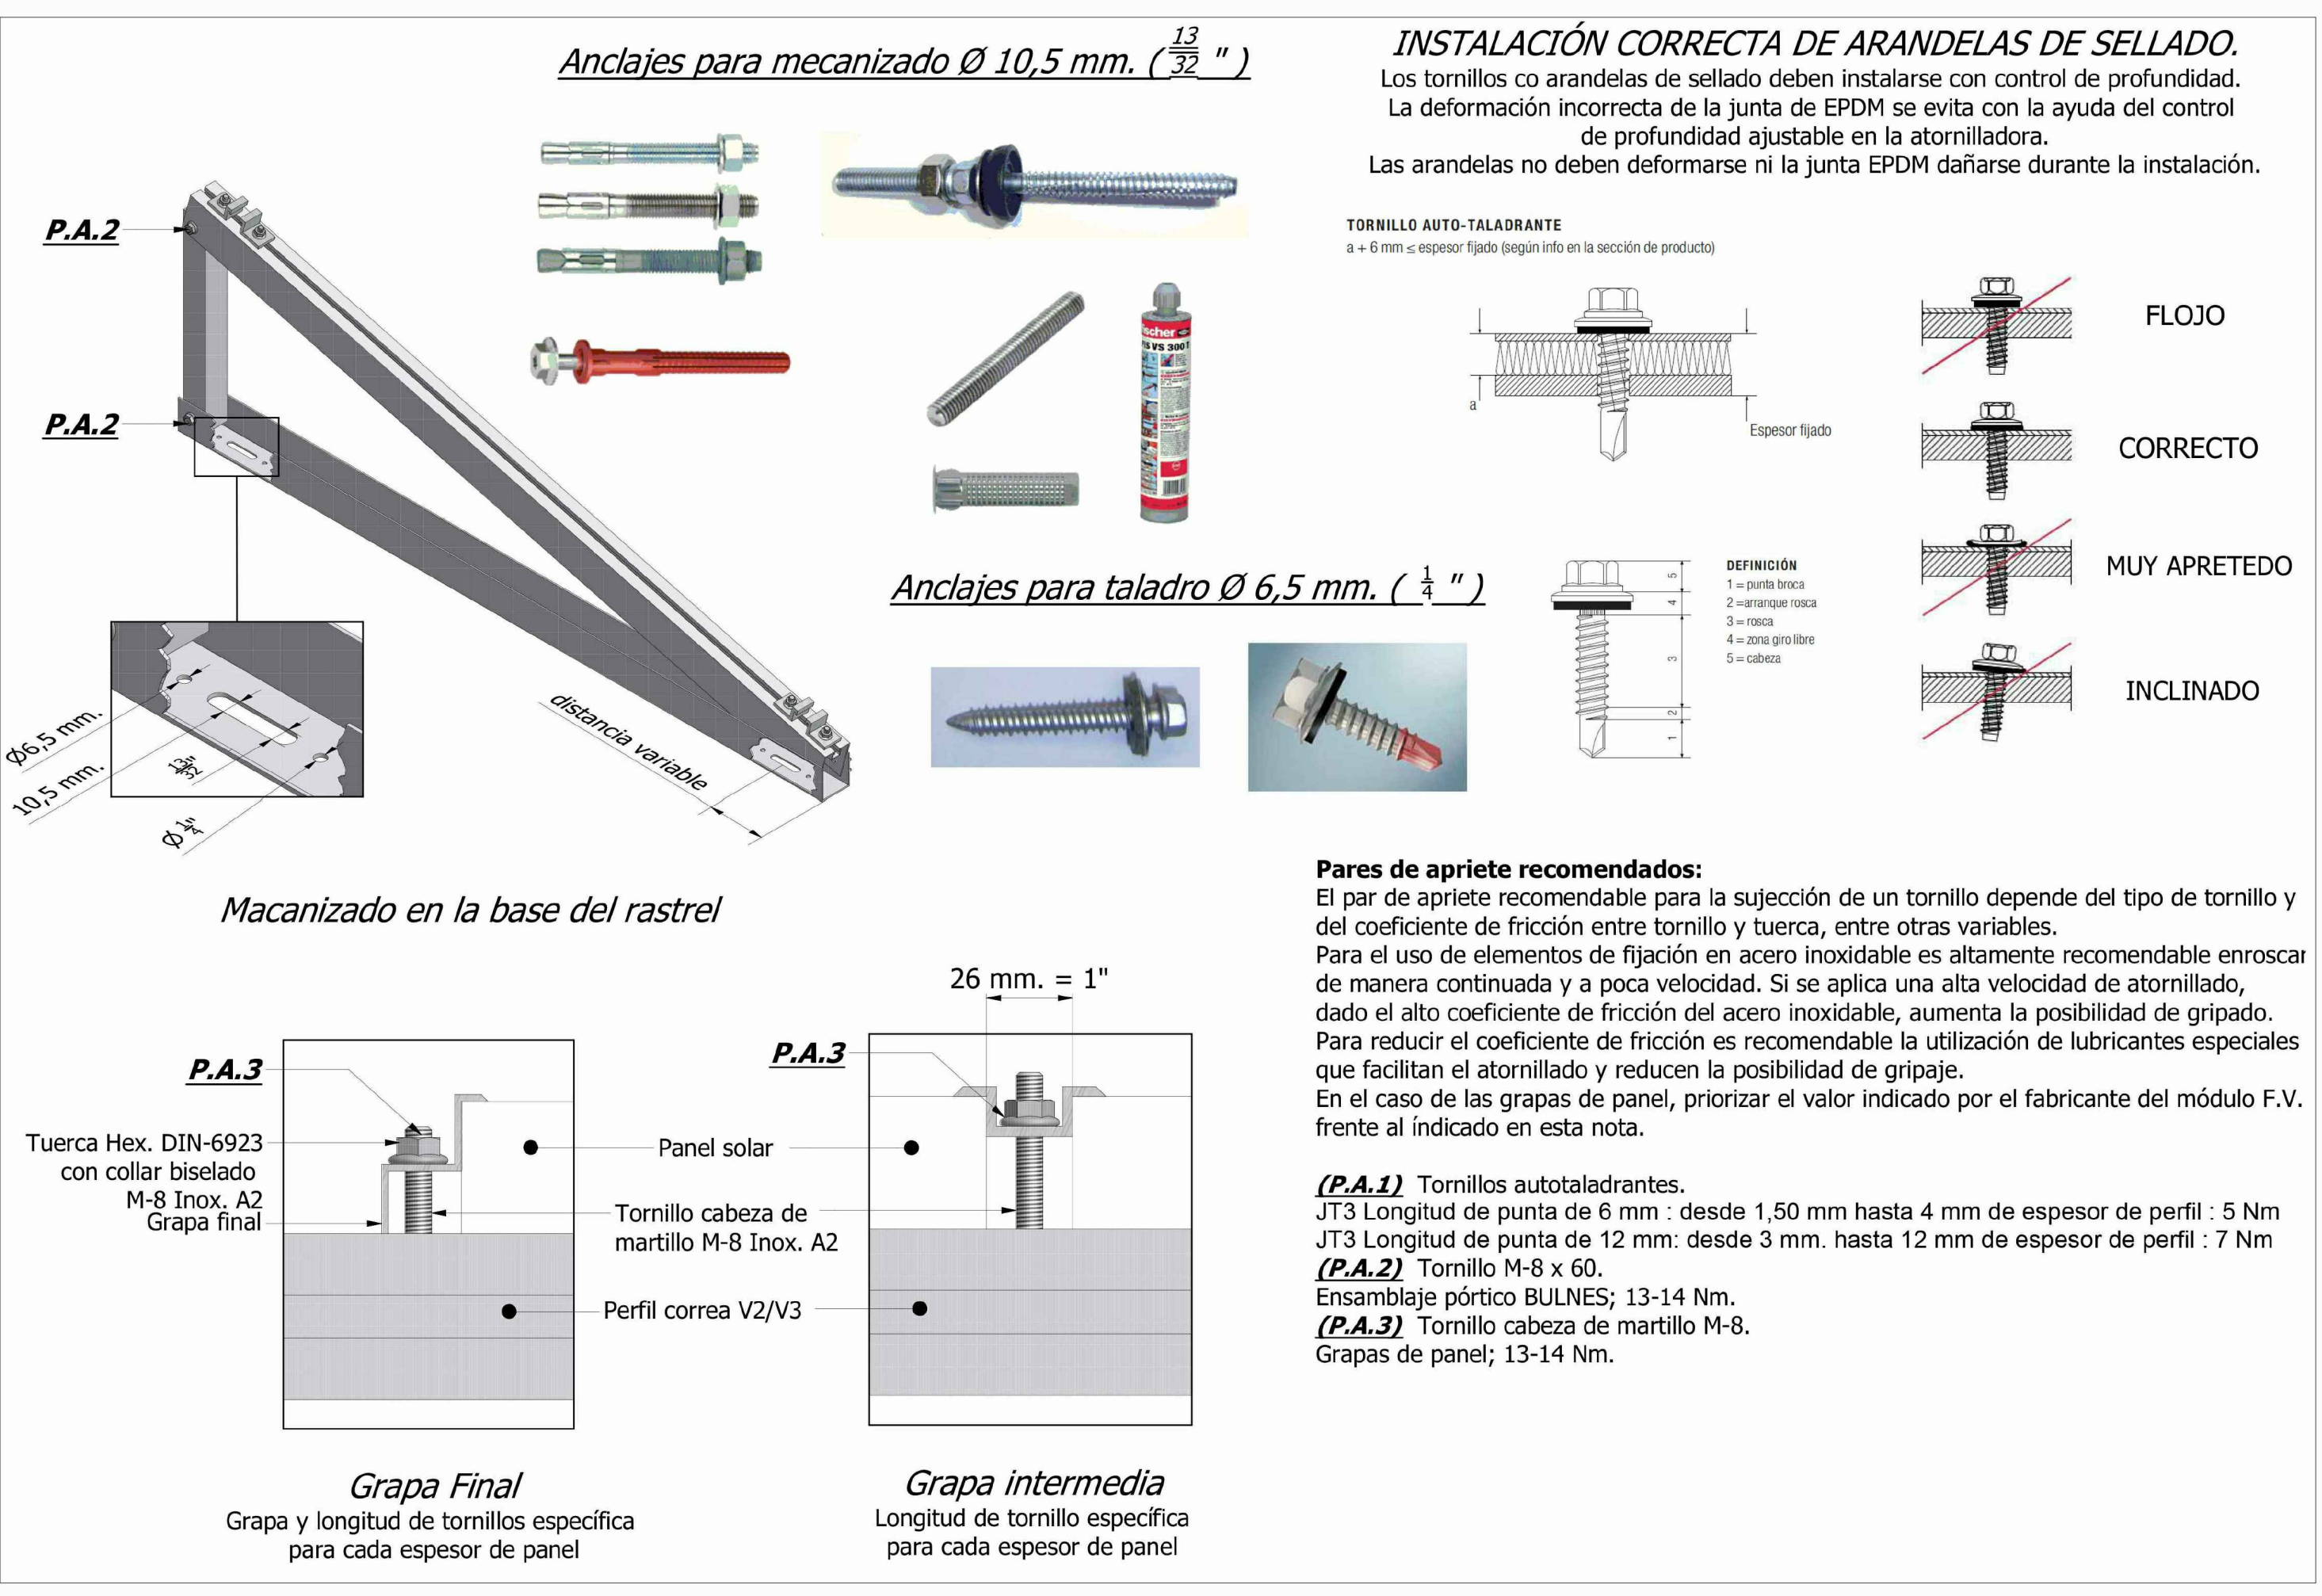 Anclajes para mecanizado Ø 10,5 mm. ( 13/32 " )
INSTALACIÓN CORRECTA DE ARANDELAS DE SELLADO.
Los tornillos co arandelas de sellado deben instalarse con control de profundidad.
La deformación incorrecta de la junta de EPDM se evita con la ayuda del control
de profundidad ajustable en la atornilladora.
Las arandelas no deben deformarse ni la junta EPDM dañarse durante la instalación.
TORNILLO AUTO-TALADRANTE
a + 6 mm ≤ espesor fijado (según info en la sección de producto)
a
Espesor fijado
FLOJO
CORRECTO
MUY APRETEDO
INCLINADO
P.A.2
P.A.2
fischer
VS 300 T
Anclajes para taladro Ø 6,5 mm. ( 1/4 " )
DEFINICIÓN
1 = punta broca
2 =arranque rosca
3 = rosca
4 = zona giro libre
5 = cabeza
5
4
3
2
1
Ø6,5 mm.
10,5 mm.
13/32"
Ø 1/4"
distancia variable
Macanizado en la base del rastrel
Pares de apriete recomendados:
El par de apriete recomendable para la sujección de un tornillo depende del tipo de tornillo y
del coeficiente de fricción entre tornillo y tuerca, entre otras variables.
Para el uso de elementos de fijación en acero inoxidable es altamente recomendable enroscar
de manera continuada y a poca velocidad. Si se aplica una alta velocidad de atornillado,
dado el alto coeficiente de fricción del acero inoxidable, aumenta la posibilidad de gripado.
Para reducir el coeficiente de fricción es recomendable la utilización de lubricantes especiales
que facilitan el atornillado y reducen la posibilidad de gripaje.
En el caso de las grapas de panel, priorizar el valor indicado por el fabricante del módulo F.V.
frente al índicado en esta nota.
(P.A.1) Tornillos autotaladrantes.
JT3 Longitud de punta de 6 mm : desde 1,50 mm hasta 4 mm de espesor de perfil : 5 Nm
JT3 Longitud de punta de 12 mm: desde 3 mm. hasta 12 mm de espesor de perfil : 7 Nm
(P.A.2) Tornillo M-8 x 60.
Ensamblaje pórtico BULNES; 13-14 Nm.
(P.A.3) Tornillo cabeza de martillo M-8.
Grapas de panel; 13-14 Nm.
26 mm. = 1"
P.A.3
P.A.3
Tuerca Hex. DIN-6923
con collar biselado
M-8 Inox. A2
Grapa final
Panel solar
Tornillo cabeza de
martillo M-8 Inox. A2
Perfil correa V2/V3
Grapa Final
Grapa y longitud de tornillos específica
para cada espesor de panel
Grapa intermedia
Longitud de tornillo específica
para cada espesor de panel